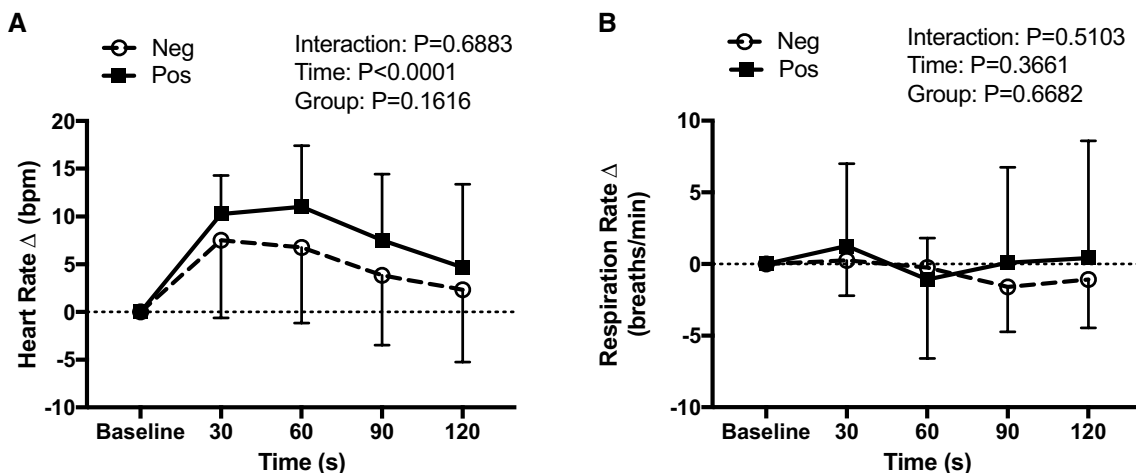 A
Neg
Pos
Interaction: P=0.6883
Time: P<0.0001
Group: P=0.1616
Heart Rate Δ (bpm)
20
15
10
5
0
-5
-10
Baseline 30 60 90 120
Time (s)
B
Neg
Pos
Interaction: P=0.5103
Time: P=0.3661
Group: P=0.6682
Respiration Rate Δ
(breaths/min)
10
5
0
-5
-10
Baseline 30 60 90 120
Time (s)